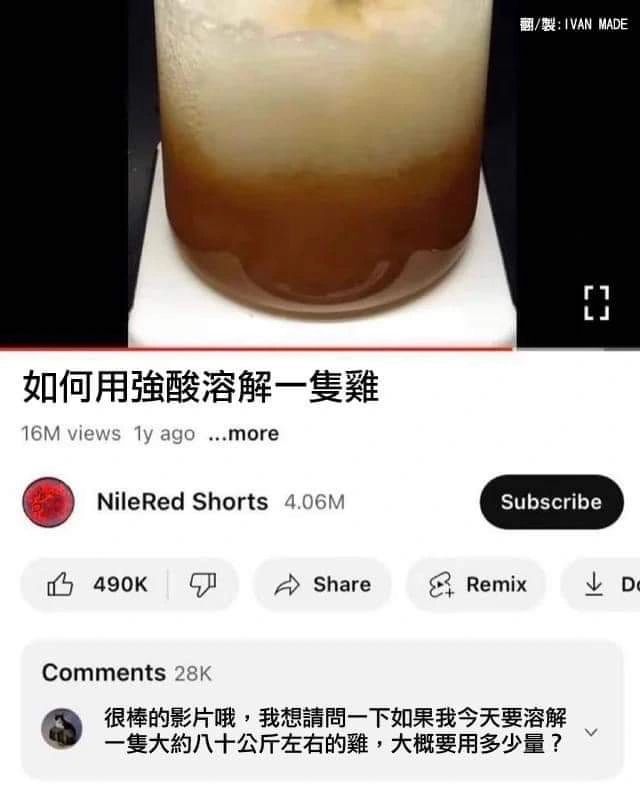 翻/製:IVAN MADE
如何用強酸溶解一隻雞
16M views 1y ago ...more
NileRed Shorts 4.06M
Subscribe
490K
Share
Remix
Do
Comments 28K
很棒的影片哦，我想請問一下如果我今天要溶解
一隻大約八十公斤左右的雞，大概要用多少量？